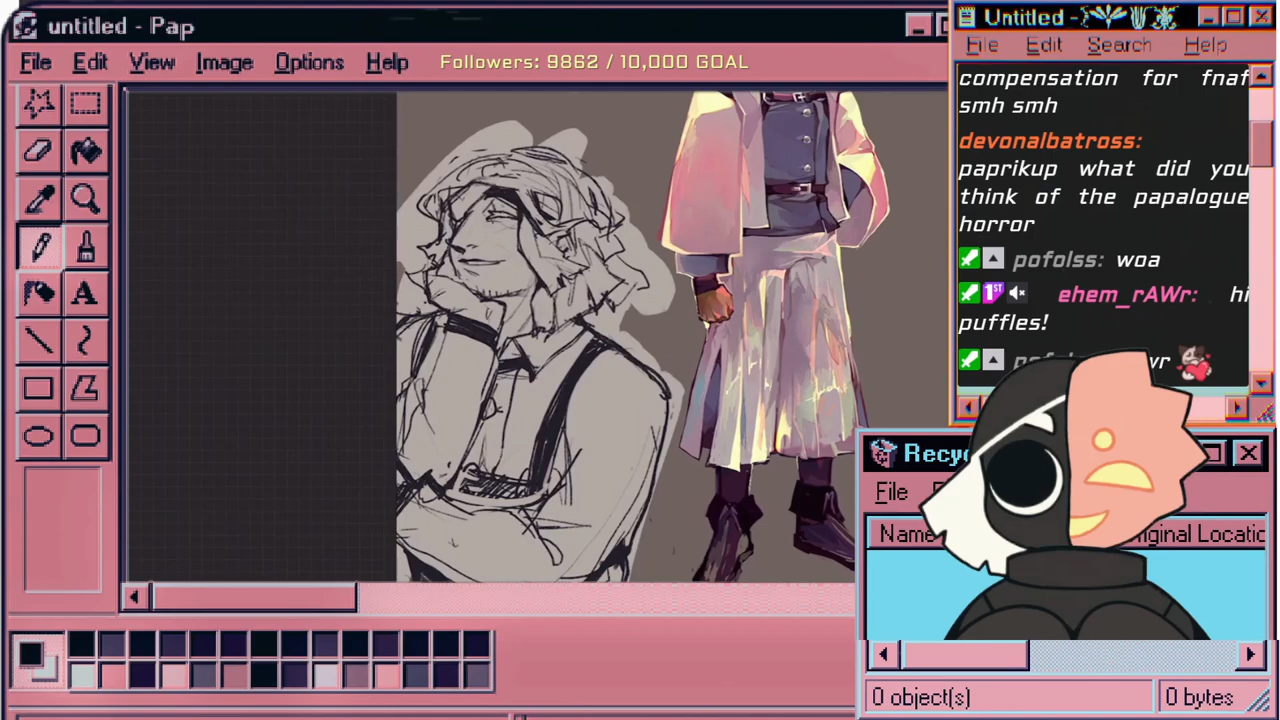 untitled - Pap
File Edit View Image Options Help
Followers: 9862 / 10,000 GOAL
Untitled -
File Edit Search Help
compensation for fnaf
smh smh
devonalbatross:
paprikup what did you
think of the papalogue
horror
pofolss: woa
1ST ehem_rAWr: hi
puffles!
A
File
Name
iginal Locatio
0 object(s)
0 bytes